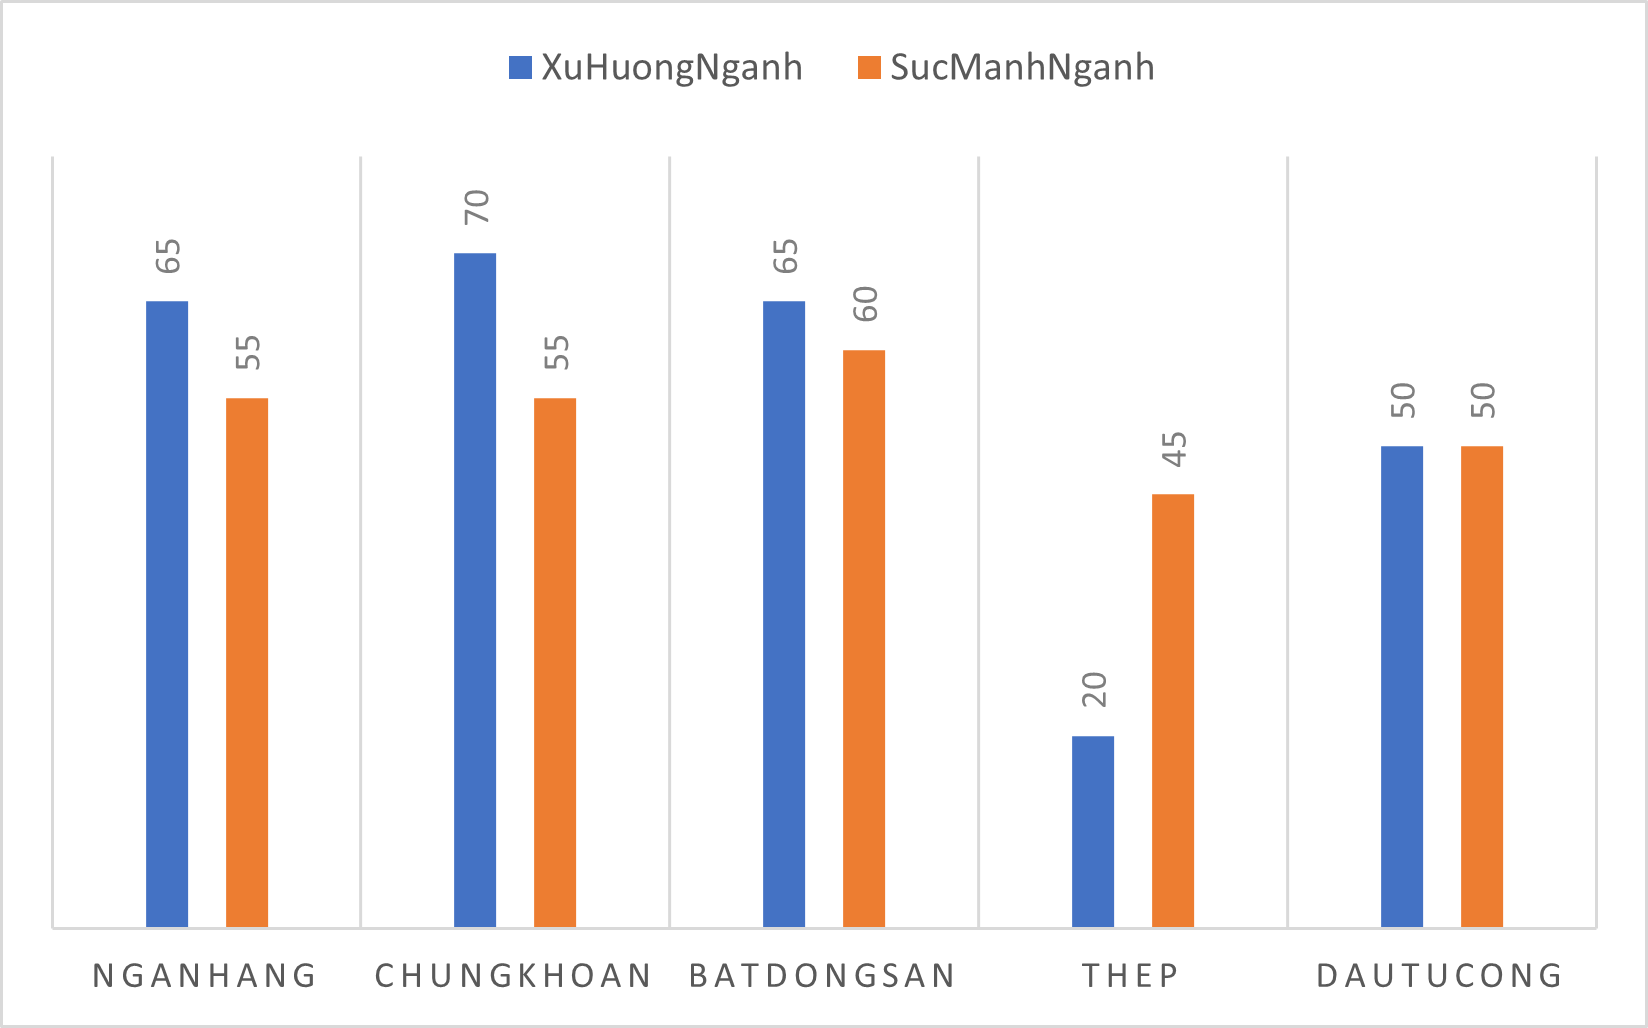 XuHuongNganh SucManhNganh
65 55 70 55 65 60 20 45 50 50
NGANHANG CHUNGKHOAN BATDONGSAN THEP DAUTUCONG